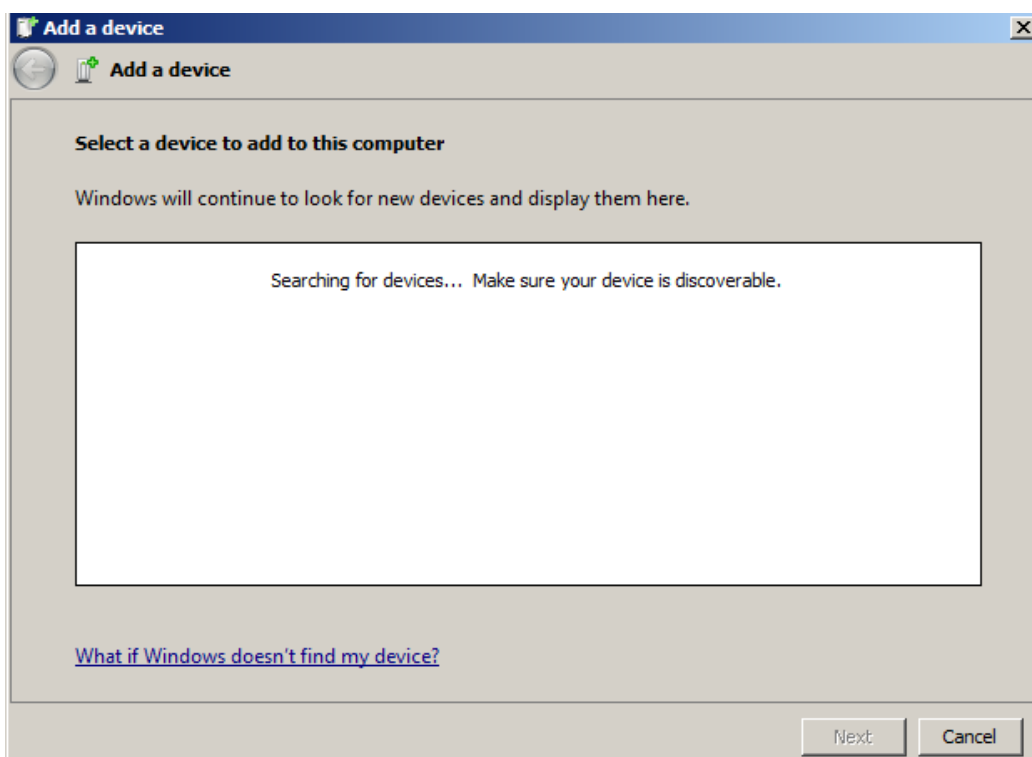 Add a device
Add a device
Select a device to add to this computer
Windows will continue to look for new devices and display them here.
Searching for devices... Make sure your device is discoverable.
What if Windows doesn't find my device?
Next Cancel